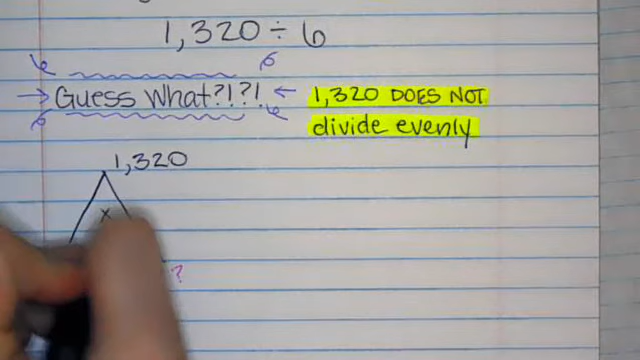 1,320 ÷ 6
Guess What?!?!
1,320 DOES NOT
divide evenly
1,320
x
?